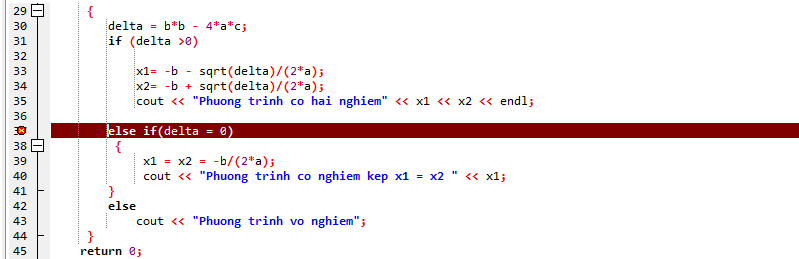 29 {
30 delta = b*b - 4*a*c;
31 if (delta >0)
32
33 x1= -b - sqrt(delta)/(2*a);
34 x2= -b + sqrt(delta)/(2*a);
35 cout << "Phuong trinh co hai nghiem" << x1 << x2 << endl;
36
else if(delta = 0)
38 {
39 x1 = x2 = -b/(2*a);
40 cout << "Phuong trinh co nghiem kep x1 = x2 " << x1;
41 }
42 else
43 cout << "Phuong trinh vo nghiem";
44 }
45 return 0;